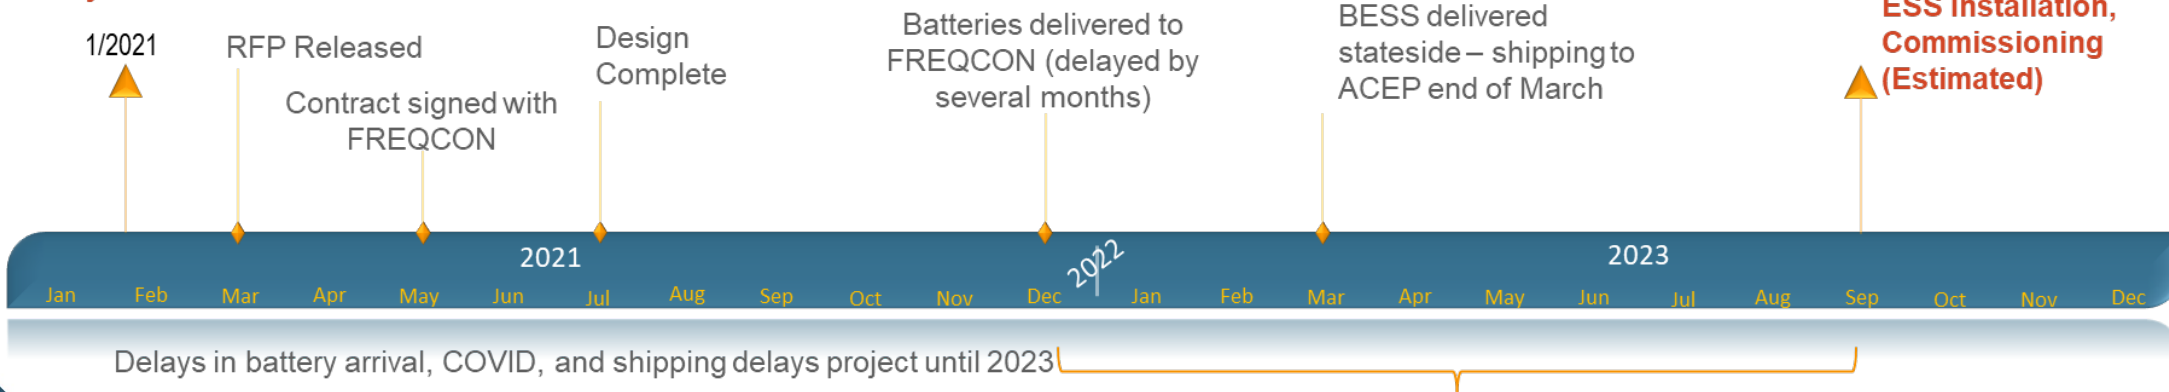 1/2021
RFP Released
Contract signed with
FREQCON
Design
Complete
Batteries delivered to
FREQCON (delayed by
several months)
BESS delivered
stateside – shipping to
ACEP end of March
ESS Installation,
Commissioning
(Estimated)
2021
2022
2023
Jan Feb Mar Apr May Jun Jul Aug Sep Oct Nov Dec Jan Feb Mar Apr May Jun Jul Aug Sep Oct Nov Dec
Delays in battery arrival, COVID, and shipping delays project until 2023